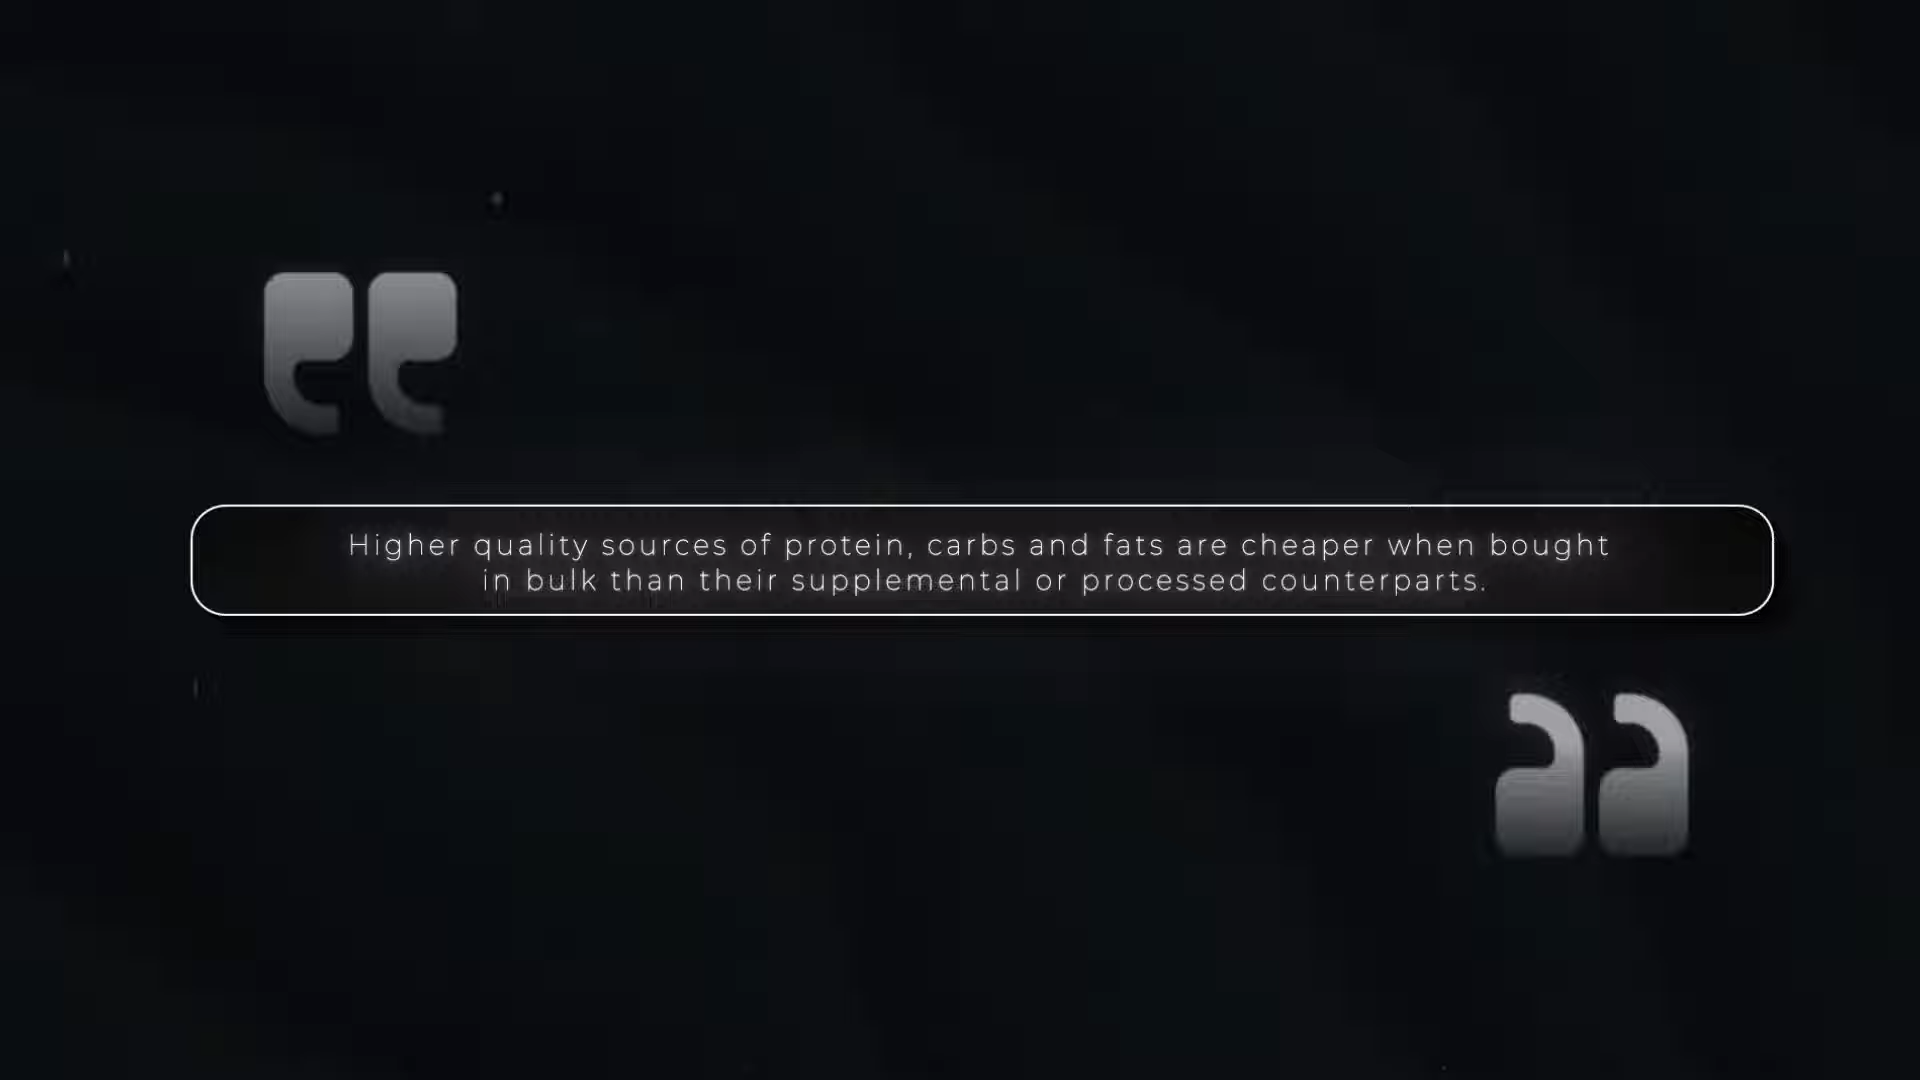 Higher quality sources of protein, carbs and fats are cheaper when bought
in bulk than their supplemental or processed counterparts.